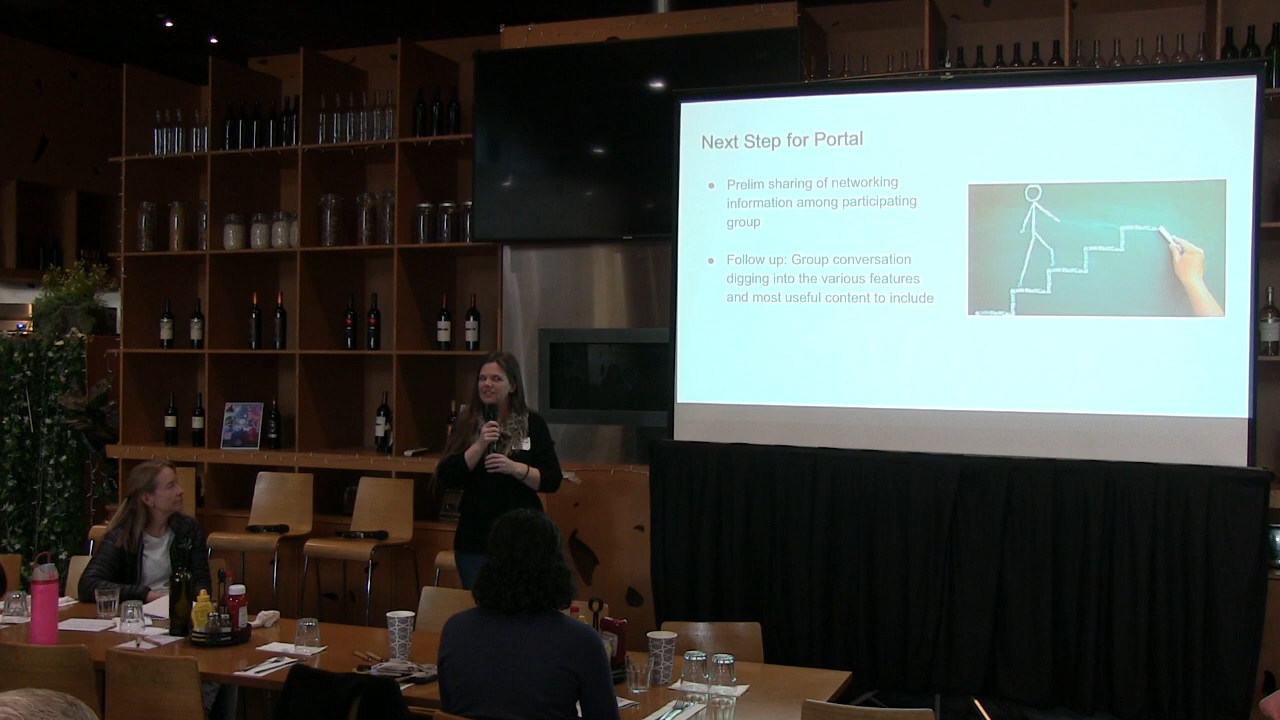 Next Step for Portal
Prelim sharing of networking
information among participating
group
Follow up: Group conversation
digging into the various features
and most useful content to include